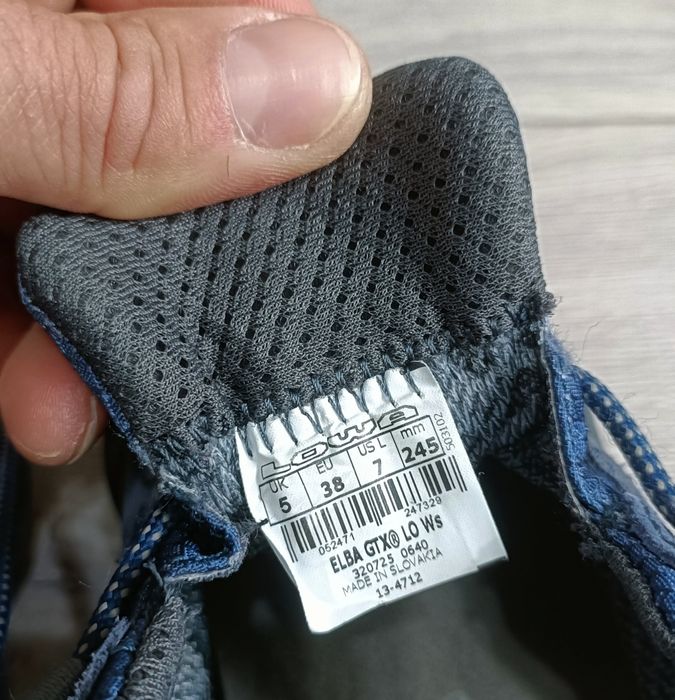 LOWA
UK EU US L mm
5 38 7 245
503102
062471 247329
ELBA GTX® LO Ws
320725 0640
MADE IN SLOVAKIA
13-4712